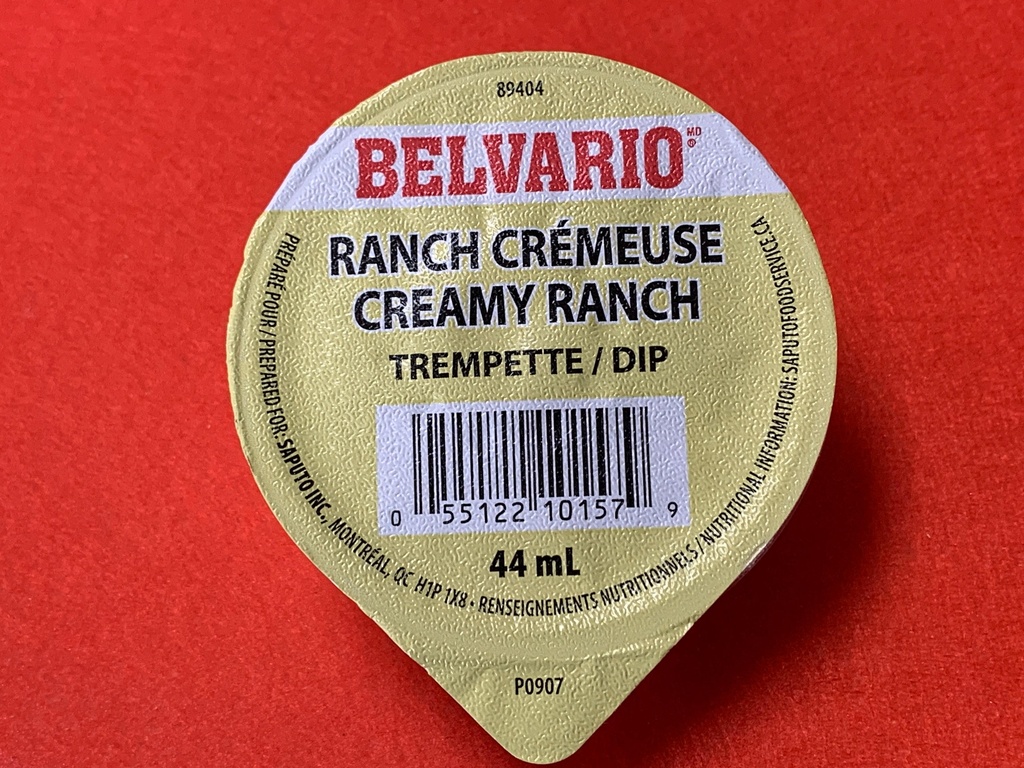 89404
BELVARIO MD ®
RANCH CRÉMEUSE
CREAMY RANCH
TREMPETTE / DIP
0 55122 10157 9
44 mL
PRÉPARÉ POUR / PREPARED FOR: SAPUTO INC., MONTRÉAL, QC H1P 1X8 • RENSEIGNEMENTS NUTRITIONNELS / NUTRITIONAL INFORMATION: SAPUTOFOODSERVICE.CA
P0907